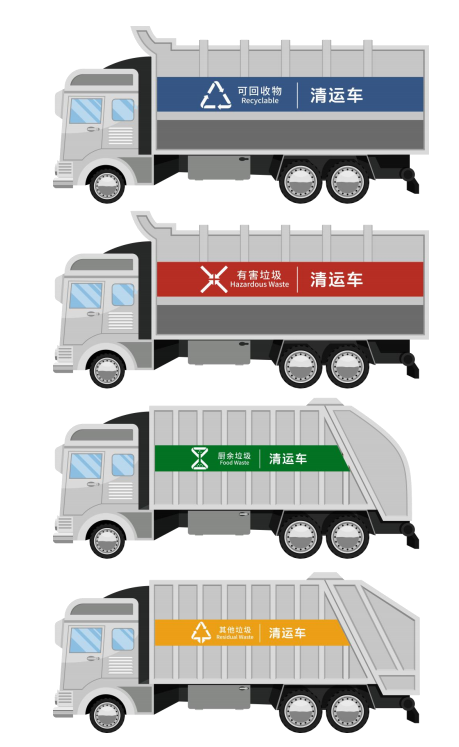 可回收物
Recyclable
清运车
有害垃圾
Hazardous Waste
清运车
厨余垃圾
Food Waste
清运车
其他垃圾
Residual Waste
清运车